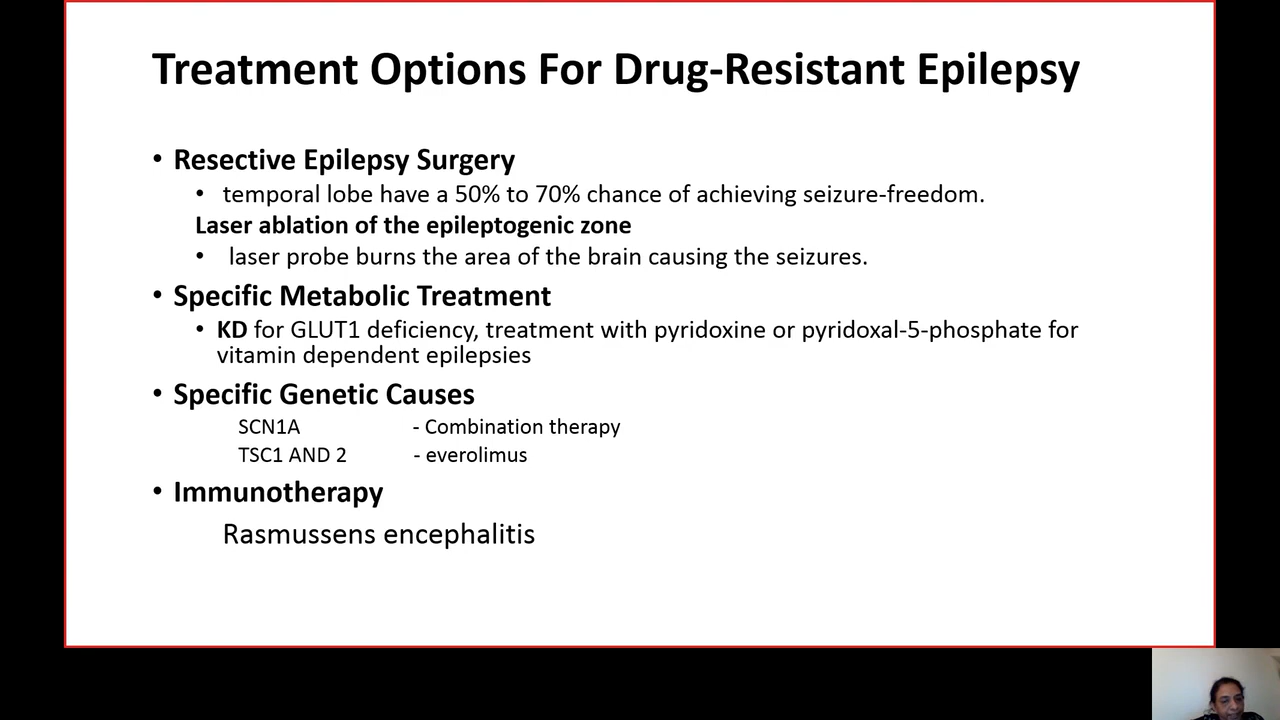 Treatment Options For Drug-Resistant Epilepsy
• Resective Epilepsy Surgery
• temporal lobe have a 50% to 70% chance of achieving seizure-freedom.
Laser ablation of the epileptogenic zone
• laser probe burns the area of the brain causing the seizures.
• Specific Metabolic Treatment
• KD for GLUT1 deficiency, treatment with pyridoxine or pyridoxal-5-phosphate for
vitamin dependent epilepsies
• Specific Genetic Causes
SCN1A - Combination therapy
TSC1 AND 2 - everolimus
• Immunotherapy
Rasmussens encephalitis